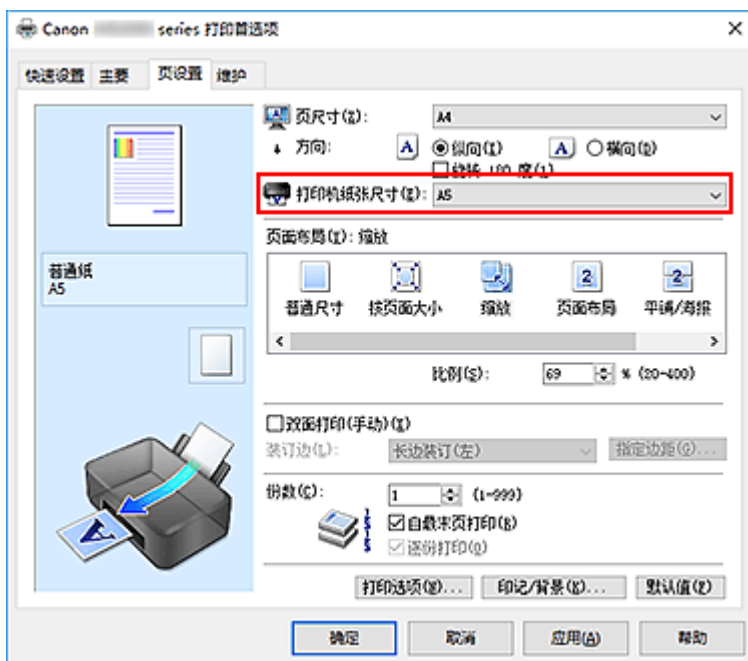 Canon series 打印首选项
快速设置 主要 页设置 维护
页尺寸(Z): A4
方向: A 纵向(I) A 横向(D)
旋转 180 度(1)
打印机纸张尺寸(E): A5
页面布局(I): 缩放
普通纸
A5
普通尺寸 按页面大小 缩放 页面布局 平铺/海报
比例(S): 69 % (20-400)
双面打印(手动)(X)
装订边(L): 长边装订(左) 指定边距(G)...
份数(C): 1 (1-999)
自最末页打印(R)
逐份打印(O)
打印选项(N)... 印记/背景(K)... 默认值(F)
确定 取消 应用(A) 帮助